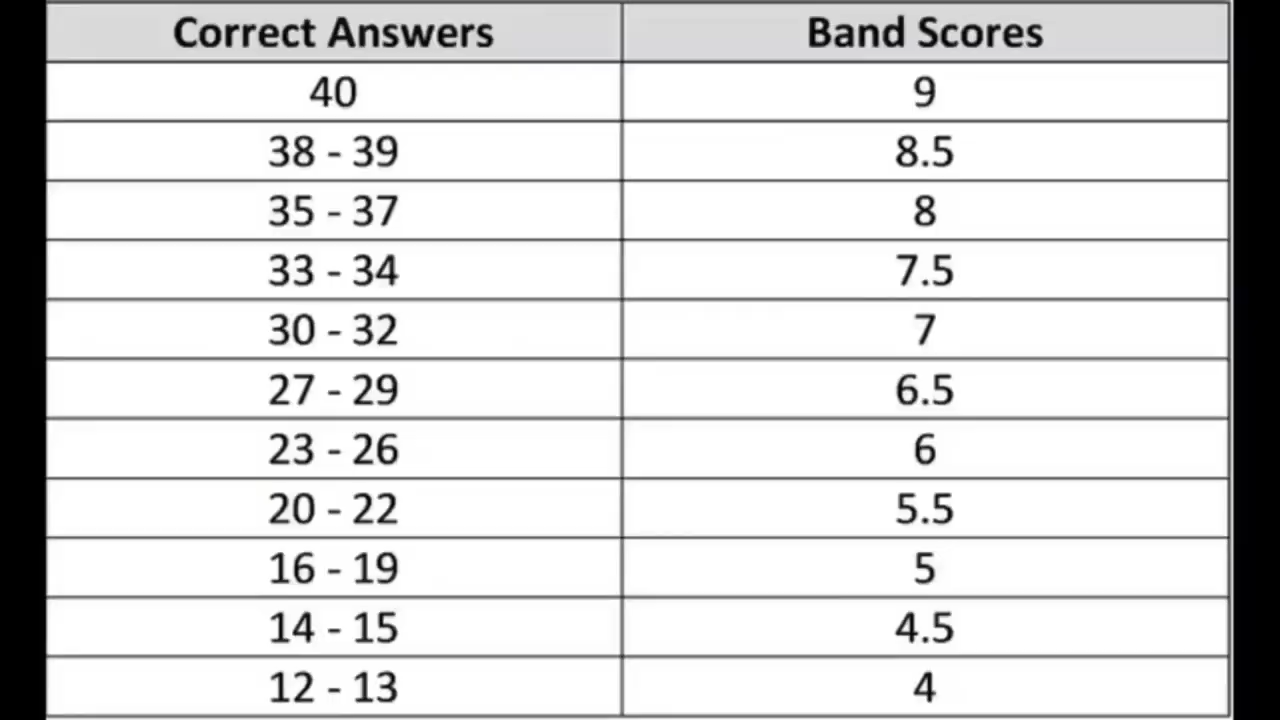 Correct Answers Band Scores
40 9
38 - 39 8.5
35 - 37 8
33 - 34 7.5
30 - 32 7
27 - 29 6.5
23 - 26 6
20 - 22 5.5
16 - 19 5
14 - 15 4.5
12 - 13 4